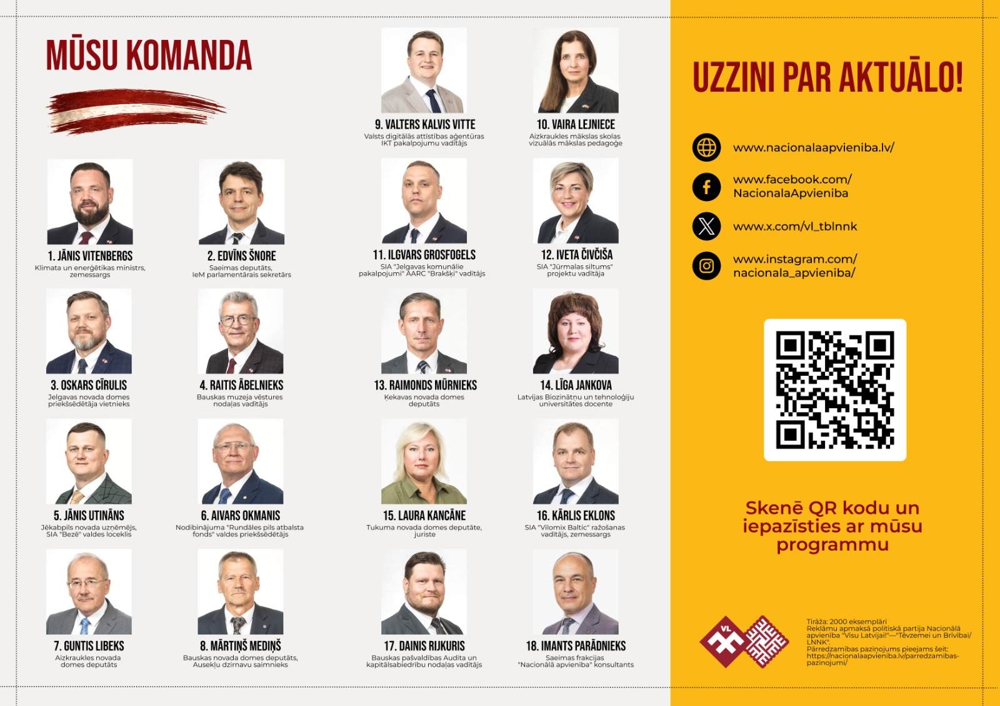 MŪSU KOMANDA
1. JĀNIS VITENBERGS
Klimata un enerģētikas ministrs,
zemessargs
2. EDVĪNS ŠNORE
Saeimas deputāts,
IeM parlamentārais sekretārs
3. OSKARS CĪRULIS
Jelgavas novada domes
priekšsēdētāja vietnieks
4. RAITIS ĀBELNIEKS
Bauskas muzeja vēstures
nodaļas vadītājs
5. JĀNIS UTINĀNS
Jēkabpils novada uzņēmējs,
SIA "Bezē" valdes loceklis
6. AIVARS OKMANIS
Nodibinājuma "Rundāles pils atbalsta
fonds" valdes priekšsēdētājs
7. GUNTIS LIBEKS
Aizkraukles novada
domes deputāts
8. MĀRTIŅŠ MEDIŅŠ
Bauskas novada domes deputāts,
Ausekļu dzirnavu saimnieks
9. VALTERS KALVIS VITTE
Valsts digitālās attīstības aģentūras
IKT pakalpojumu vadītājs
10. VAIRA LEJNIECE
Aizkraukles mākslas skolas
vizuālās mākslas pedagoģe
11. ILGVARS GROSFOGELS
SIA "Jelgavas komunālie
pakalpojumi" AARC "Brakšķi" vadītājs
12. IVETA ČIVČIŠA
SIA "Jūrmalas siltums"
projektu vadītāja
13. RAIMONDS MŪRNIEKS
Ķekavas novada domes
deputāts
14. LĪGA JANKOVA
Latvijas Biozinātņu un tehnoloģiju
universitātes docente
15. LAURA KANCĀNE
Tukuma novada domes deputāte,
juriste
16. KĀRLIS EKLONS
SIA "Vilomix Baltic" ražošanas
vadītājs, zemessargs
17. DAINIS RIJKURIS
Bauskas pašvaldības Audita un
kapitālsabiedrību nodaļas vadītājs
18. IMANTS PARĀDNIEKS
Saeimas frakcijas
"Nacionālā apvienība" konsultants
UZZINI PAR AKTUĀLO!
www.nacionalaapvieniba.lv/
www.facebook.com/
NacionalaApvieniba
www.x.com/vl_tblnnk
www.instagram.com/
nacionala_apvieniba/
Skenē QR kodu un
iepazīsties ar mūsu
programmu
VL
Tirāža: 2000 eksemplāri
Reklāmu apmaksā politiskā partija Nacionālā
apvienība "Visu Latvijai!"—"Tēvzemei un Brīvībai/
LNNK".
Pārredzamības paziņojums pieejams šeit:
https://nacionalaapvieniba.lv/parredzamibas-
pazinojumi/